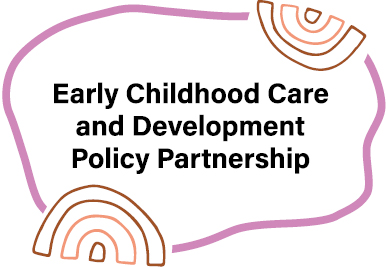 Early Childhood Care
and Development
Policy Partnership